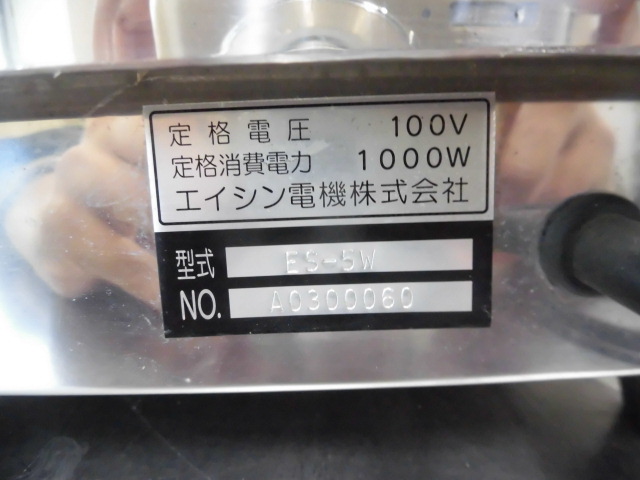 定格電圧 100V
定格消費電力 1000W
エイシン電機株式会社
型式 ES-5W
NO. A0300060